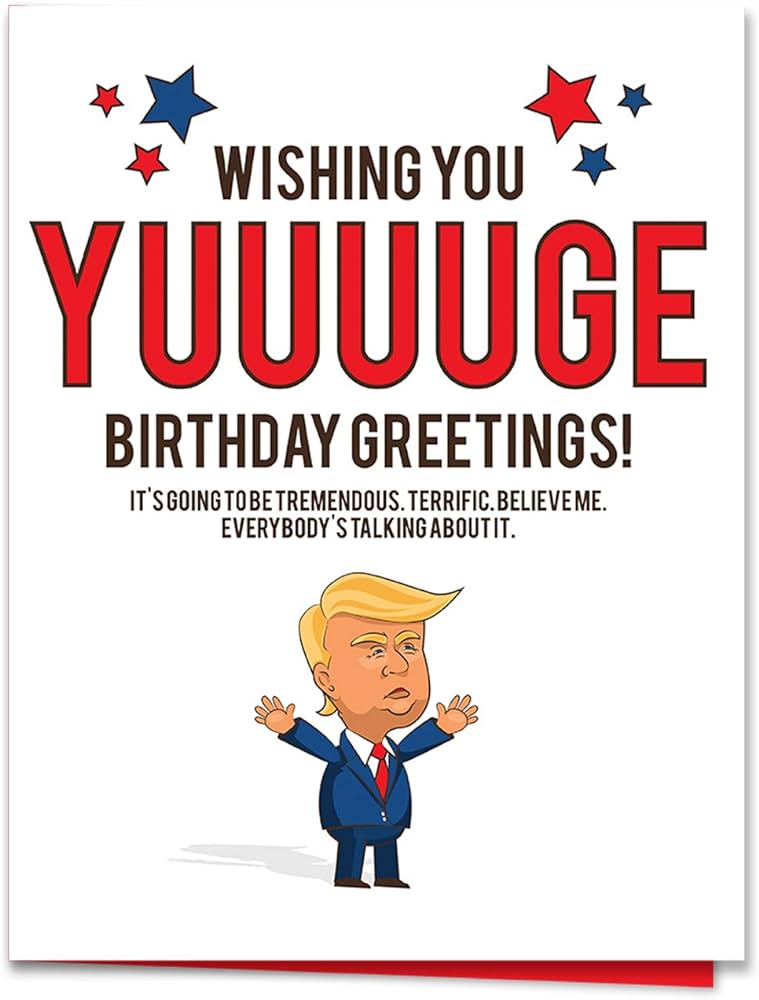 WISHING YOU
YUUUUGE
BIRTHDAY GREETINGS!
IT'S GOING TO BE TREMENDOUS. TERRIFIC. BELIEVE ME.
EVERYBODY'S TALKING ABOUT IT.